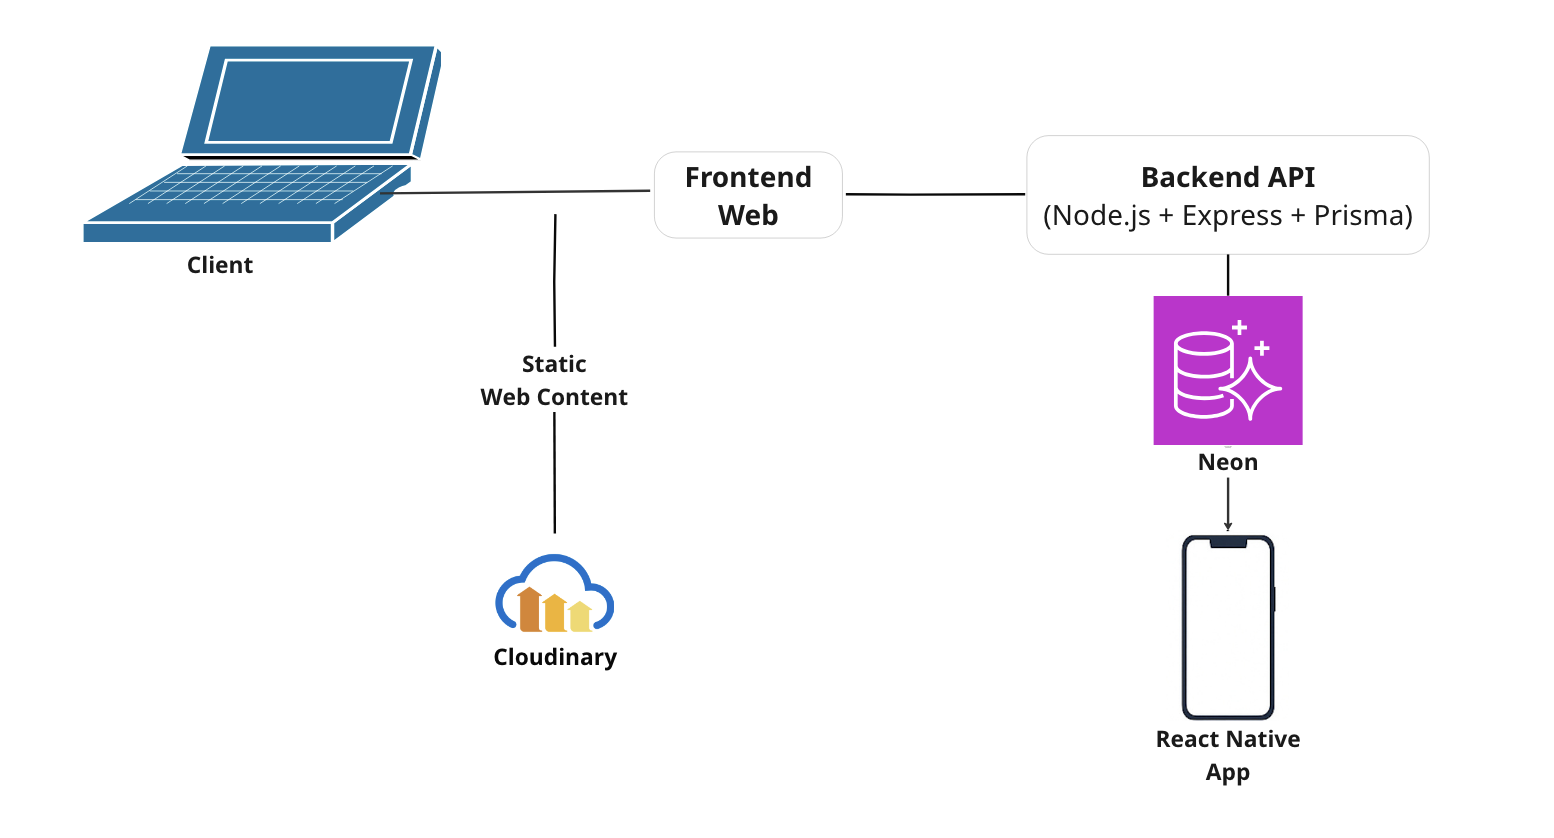 Client
Frontend
Web
Backend API
(Node.js + Express + Prisma)
Static
Web Content
Neon
Cloudinary
React Native
App